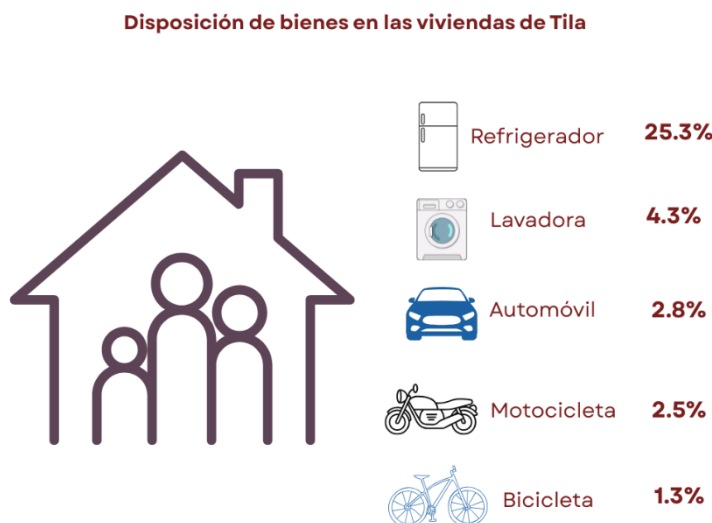 Disposición de bienes en las viviendas de Tila
Refrigerador 25.3%
Lavadora 4.3%
Automóvil 2.8%
Motocicleta 2.5%
Bicicleta 1.3%